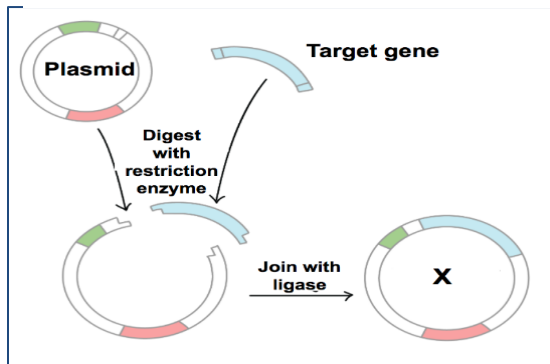 Plasmid
Target gene
Digest
with
restriction
enzyme
Join with
ligase
X